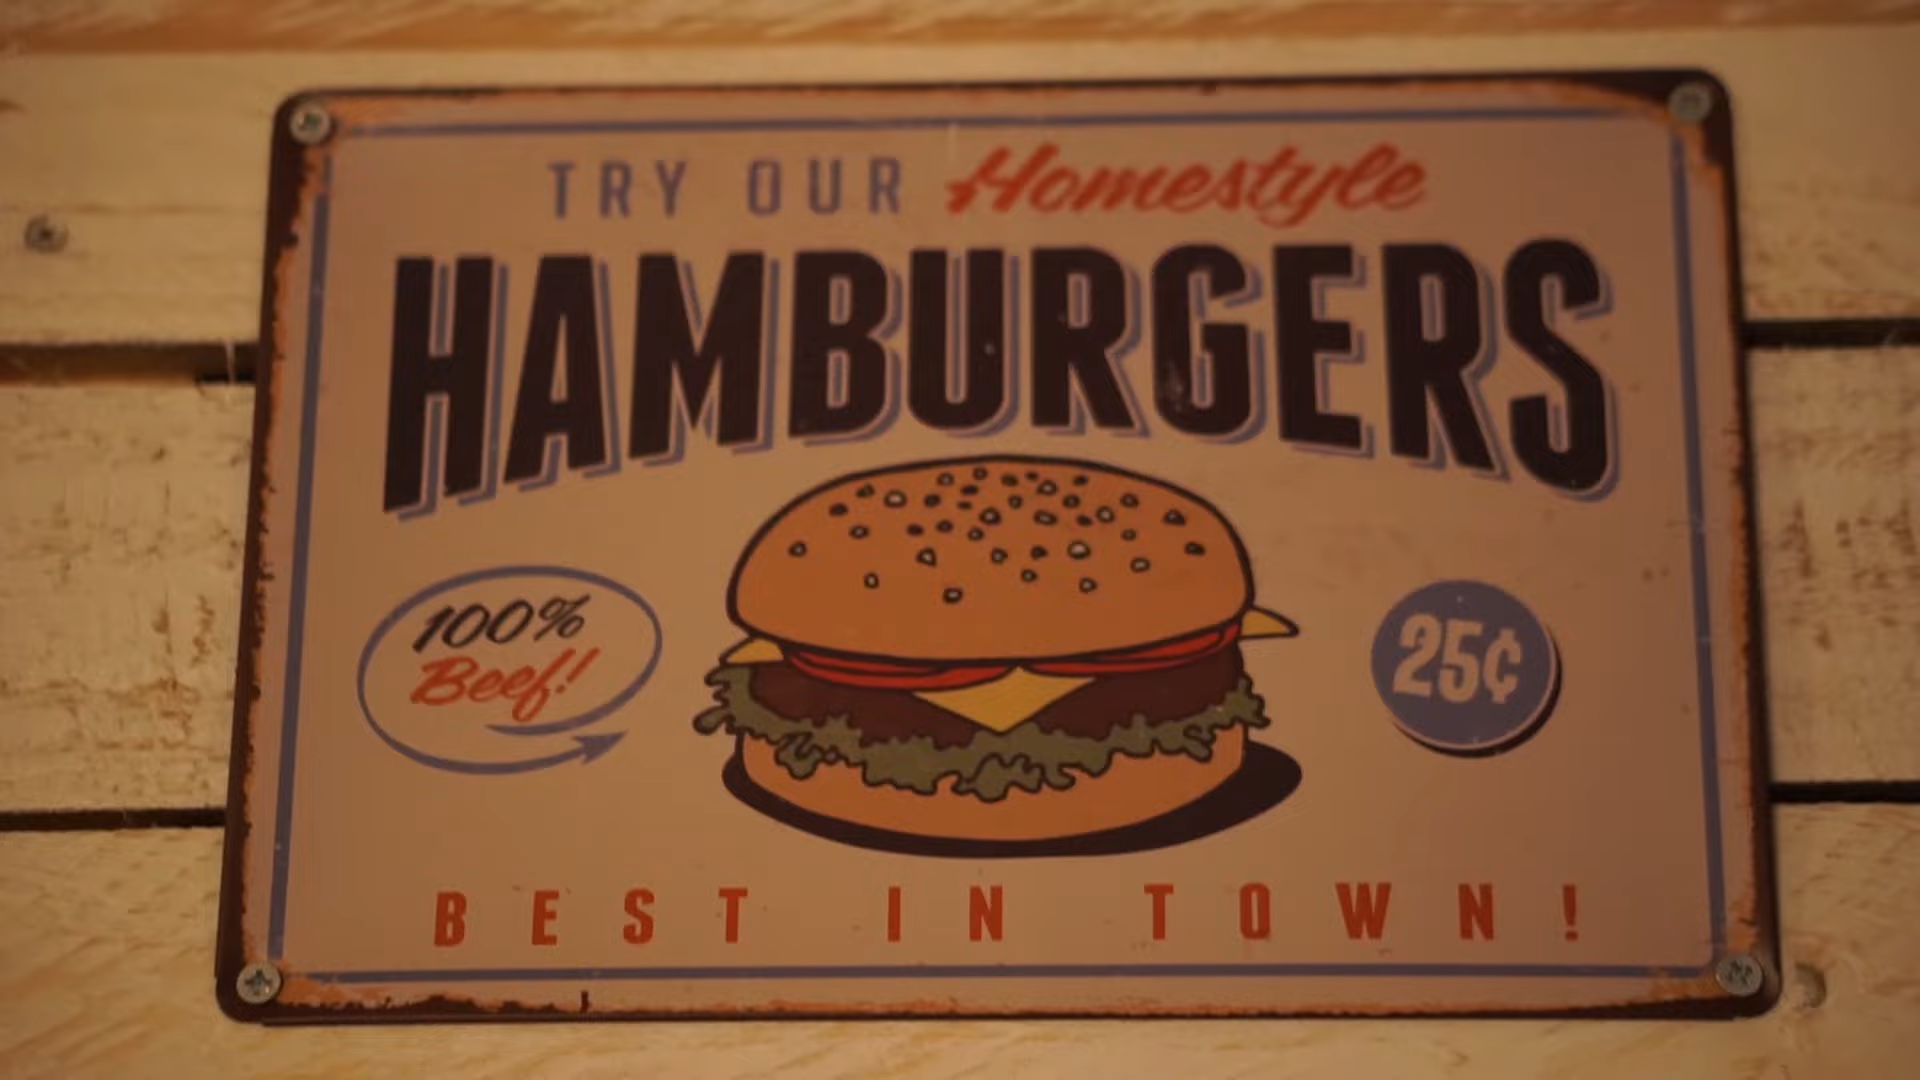 TRY OUR Homestyle
HAMBURGERS
100%
Beef!
25¢
BEST IN TOWN!